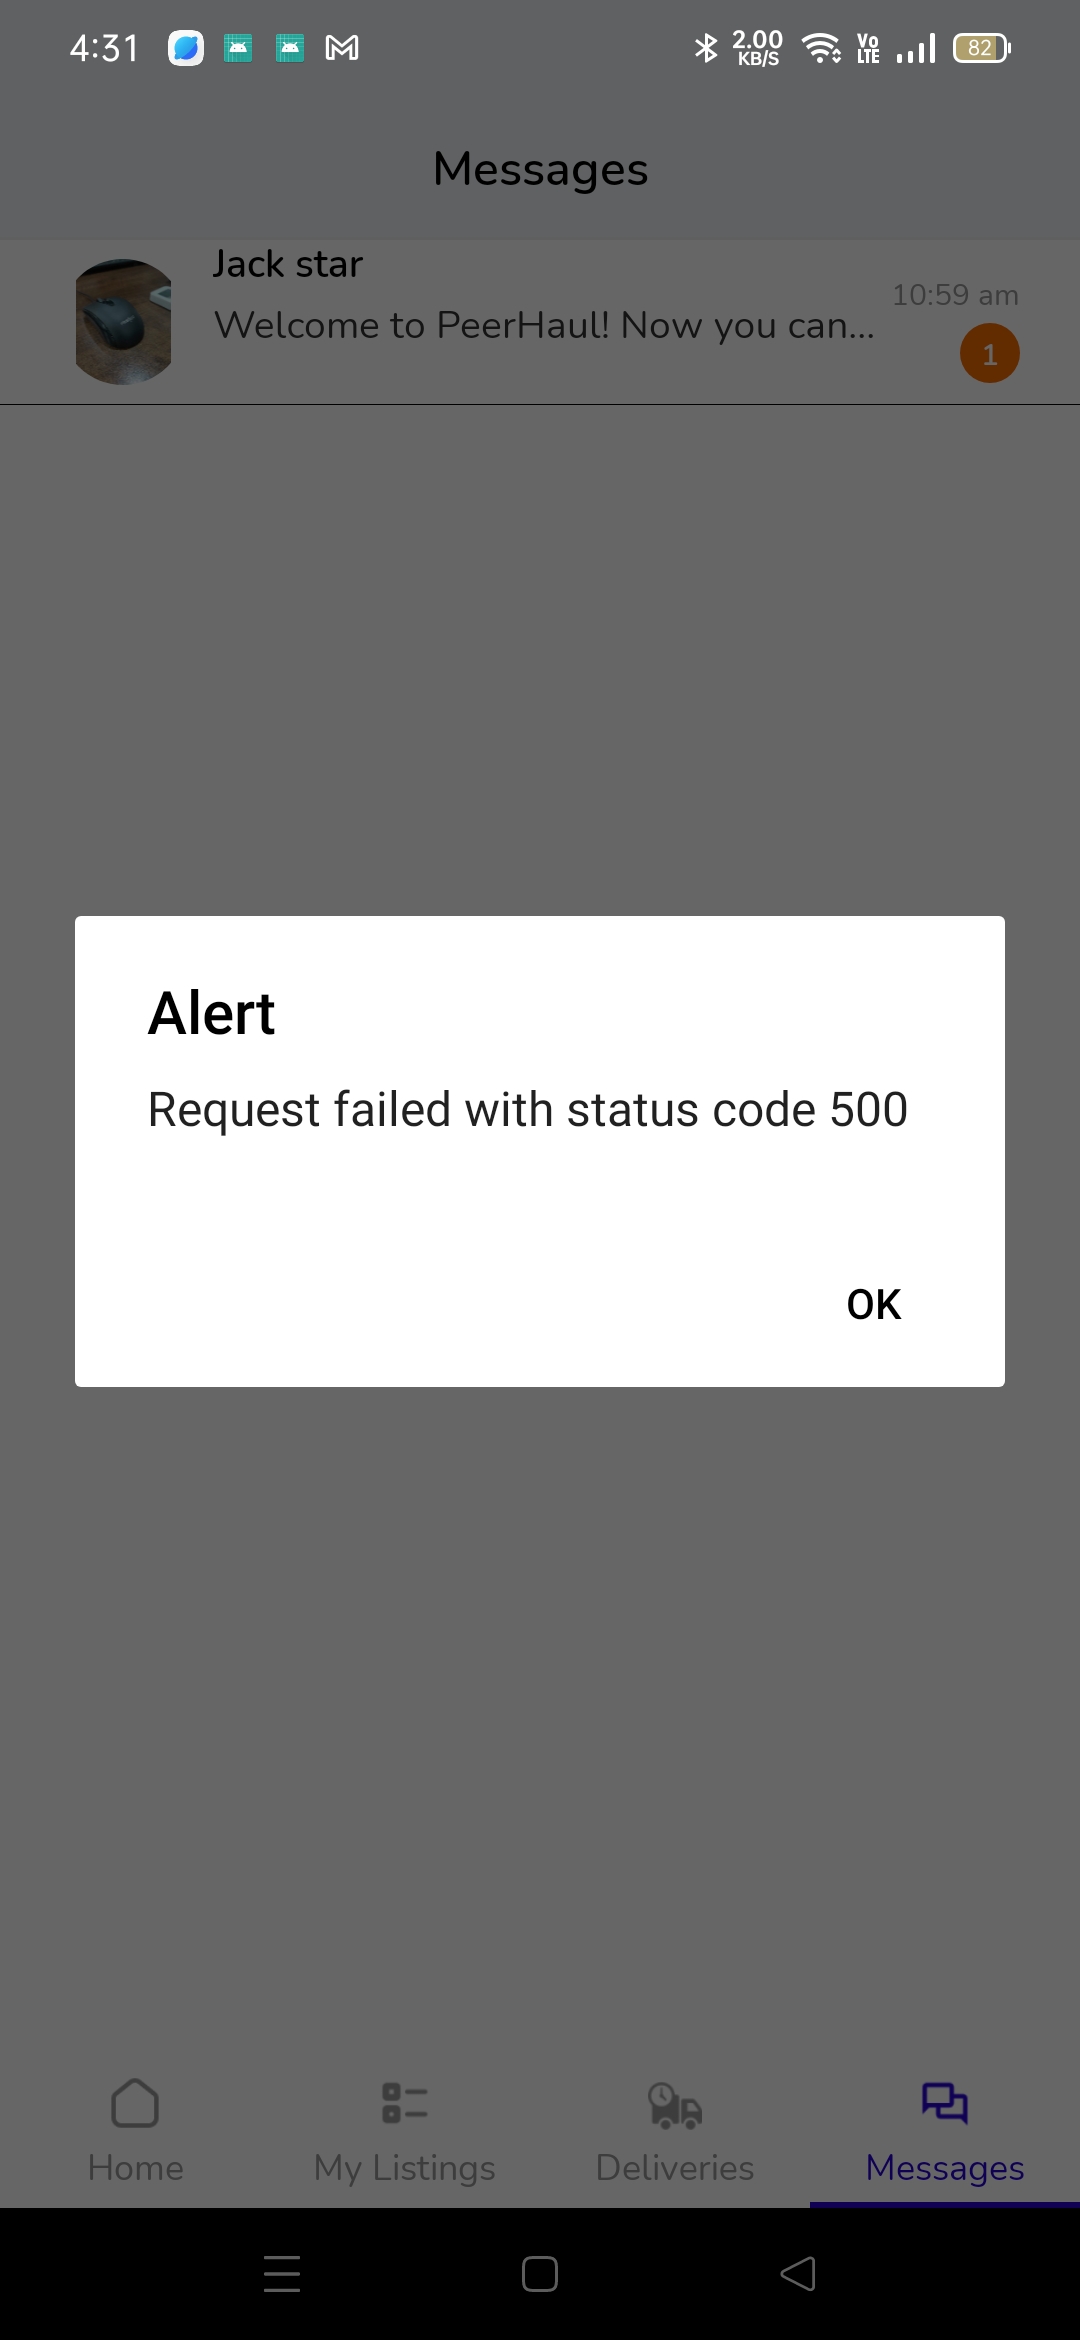 4:31
2.00
KB/S
Vo
LTE
82
Messages
Jack star
10:59 am
Welcome to PeerHaul! Now you can...
1
Alert
Request failed with status code 500
OK
Home
My Listings
Deliveries
Messages